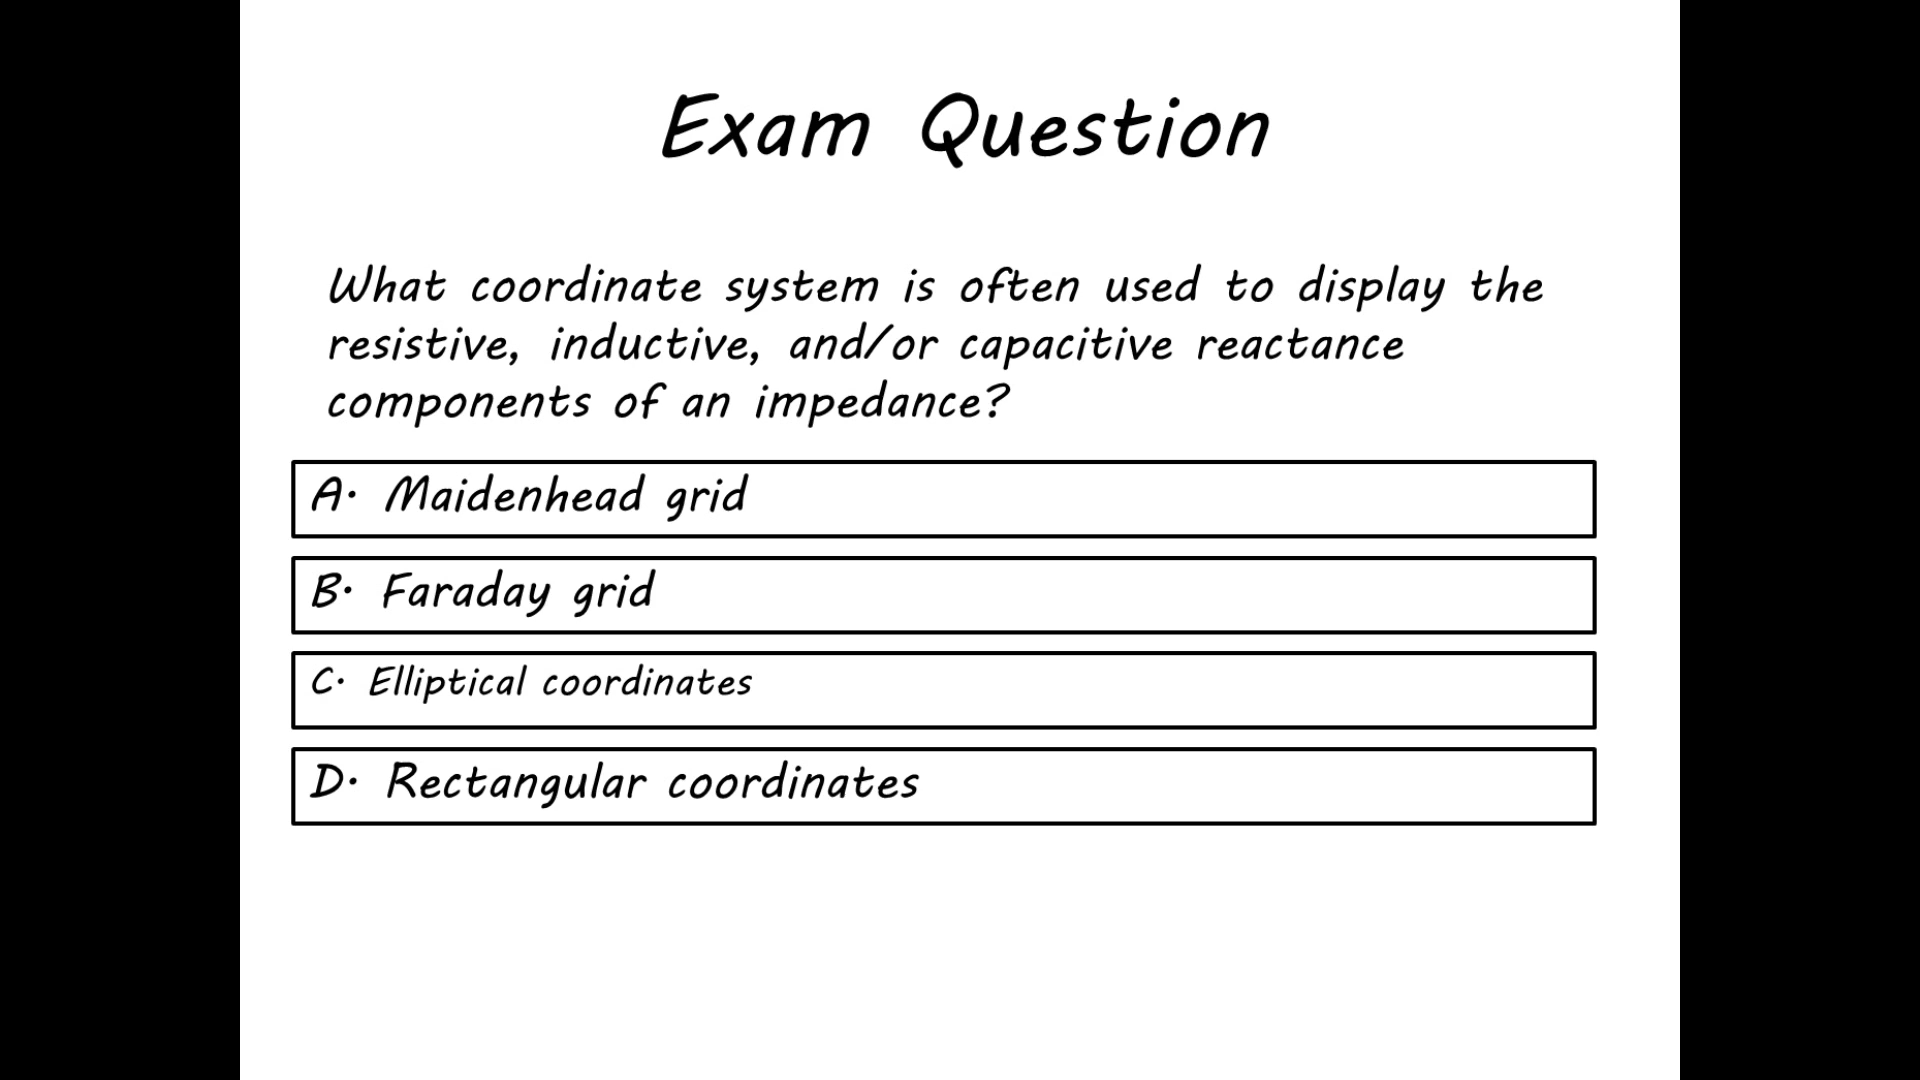 Exam Question
What coordinate system is often used to display the
resistive, inductive, and/or capacitive reactance
components of an impedance?
A. Maidenhead grid
B. Faraday grid
C. Elliptical coordinates
D. Rectangular coordinates